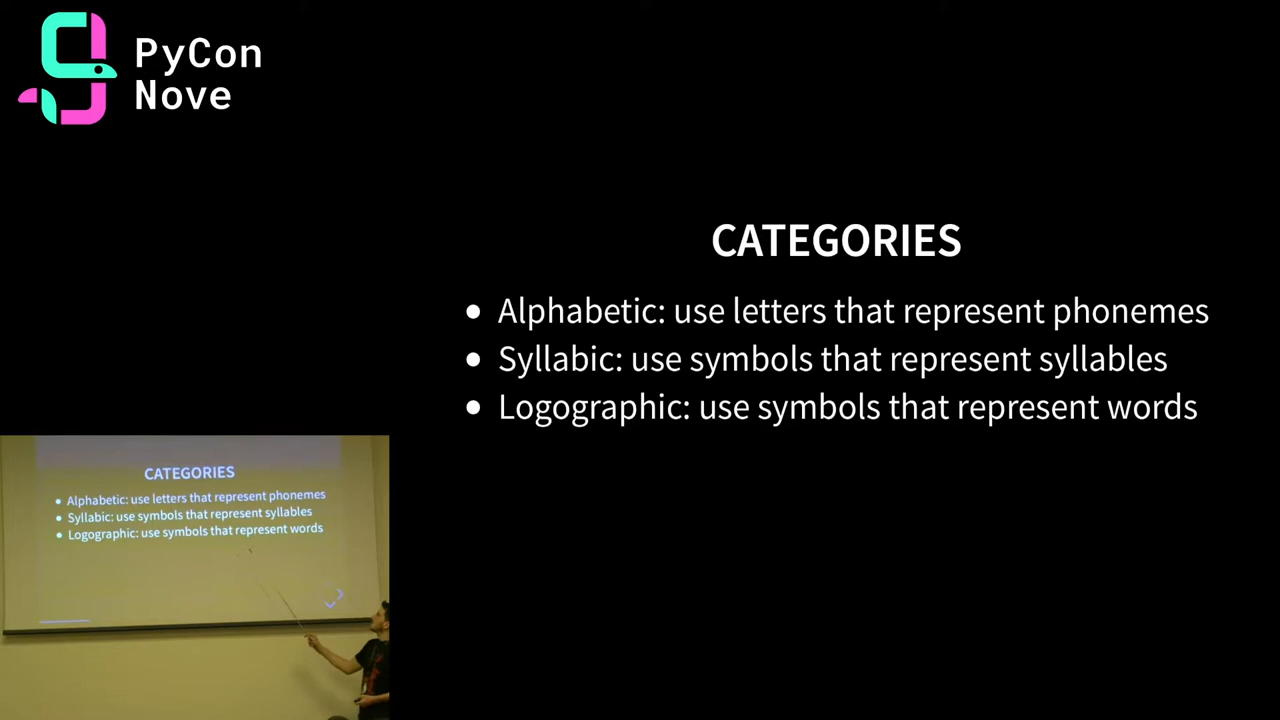 PyCon
Nove
CATEGORIES
• Alphabetic: use letters that represent phonemes
• Syllabic: use symbols that represent syllables
• Logographic: use symbols that represent words
CATEGORIES
• Alphabetic: use letters that represent phonemes
• Syllabic: use symbols that represent syllables
• Logographic: use symbols that represent words